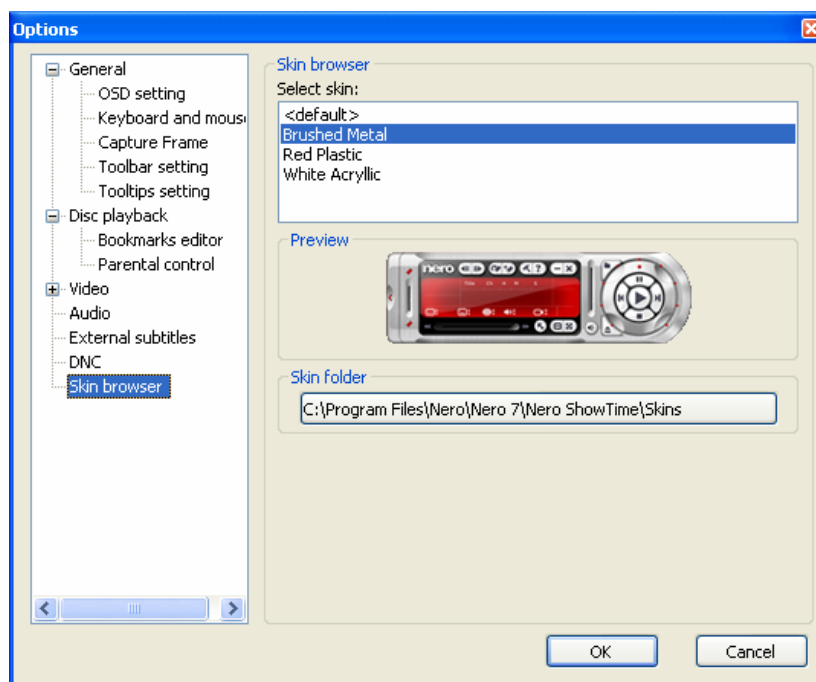 Options
General
OSD setting
Keyboard and mous
Capture Frame
Toolbar setting
Tooltips setting
Disc playback
Bookmarks editor
Parental control
Video
Audio
External subtitles
DNC
Skin browser
Skin browser
Select skin:
<default>
Brushed Metal
Red Plastic
White Acryllic
Preview
nero
Skin folder
C:\Program Files\Nero\Nero 7\Nero ShowTime\Skins
OK
Cancel